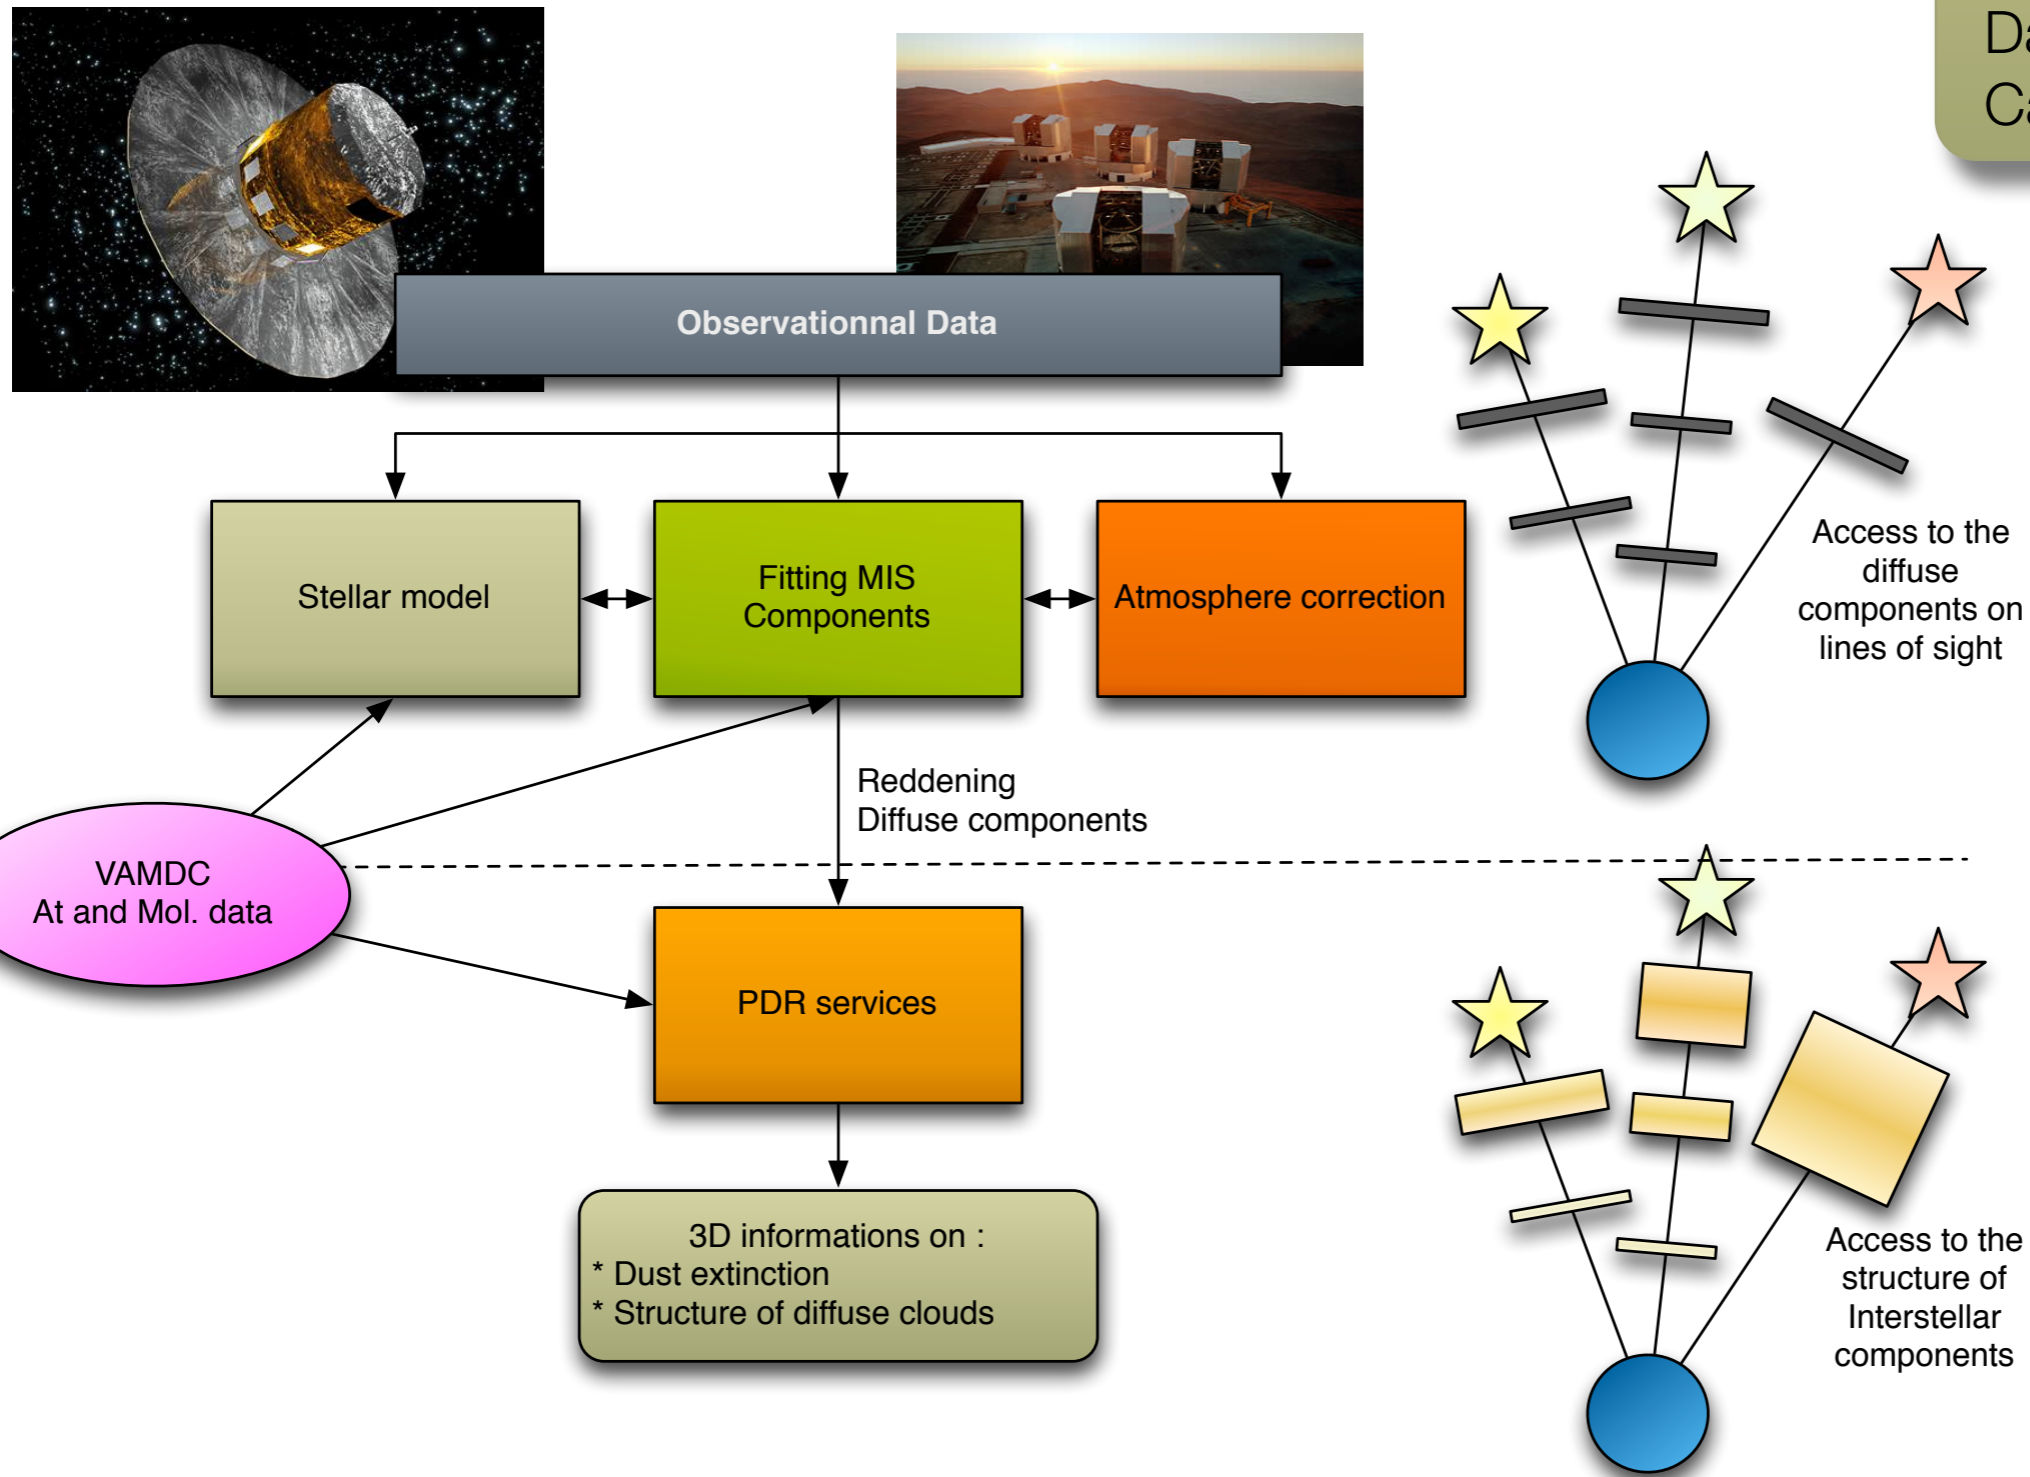 Observationnal Data
Stellar model
Fitting MIS
Components
Atmosphere correction
Access to the
diffuse
components on
lines of sight
Reddening
Diffuse components
VAMDC
At and Mol. data
PDR services
3D informations on :
* Dust extinction
* Structure of diffuse clouds
Access to the
structure of
Interstellar
components